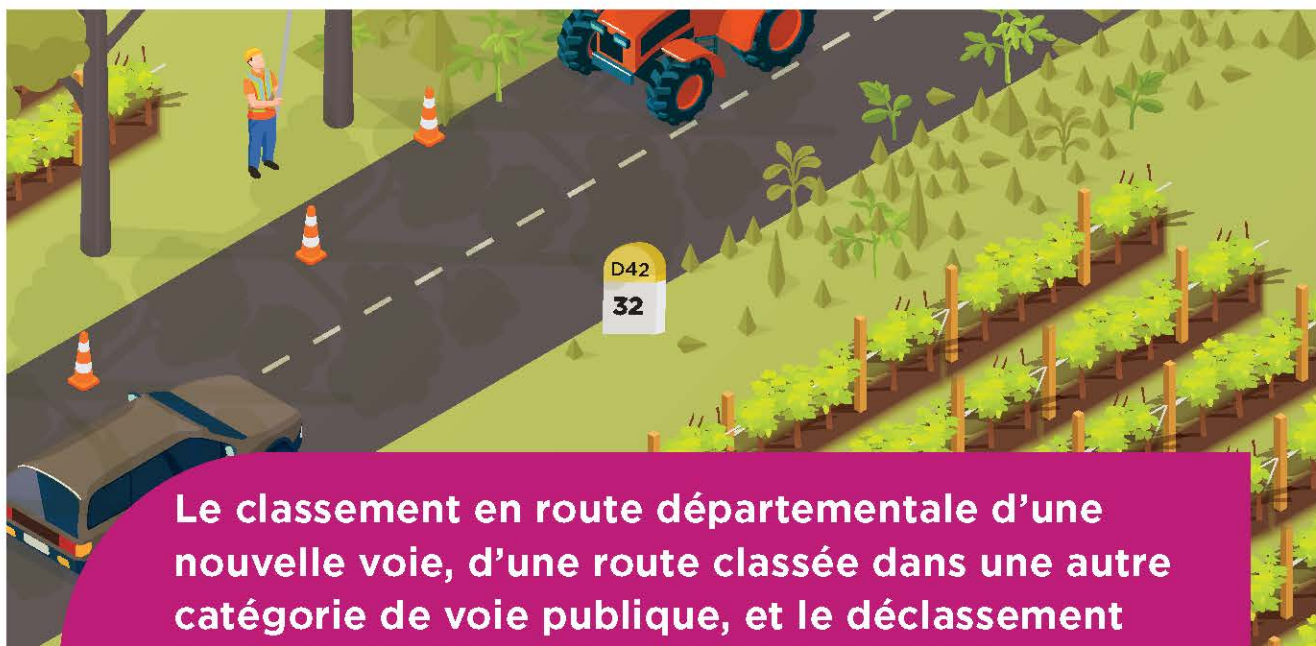 D42
32
Le classement en route départementale d’une
nouvelle voie, d’une route classée dans une autre
catégorie de voie publique, et le déclassement